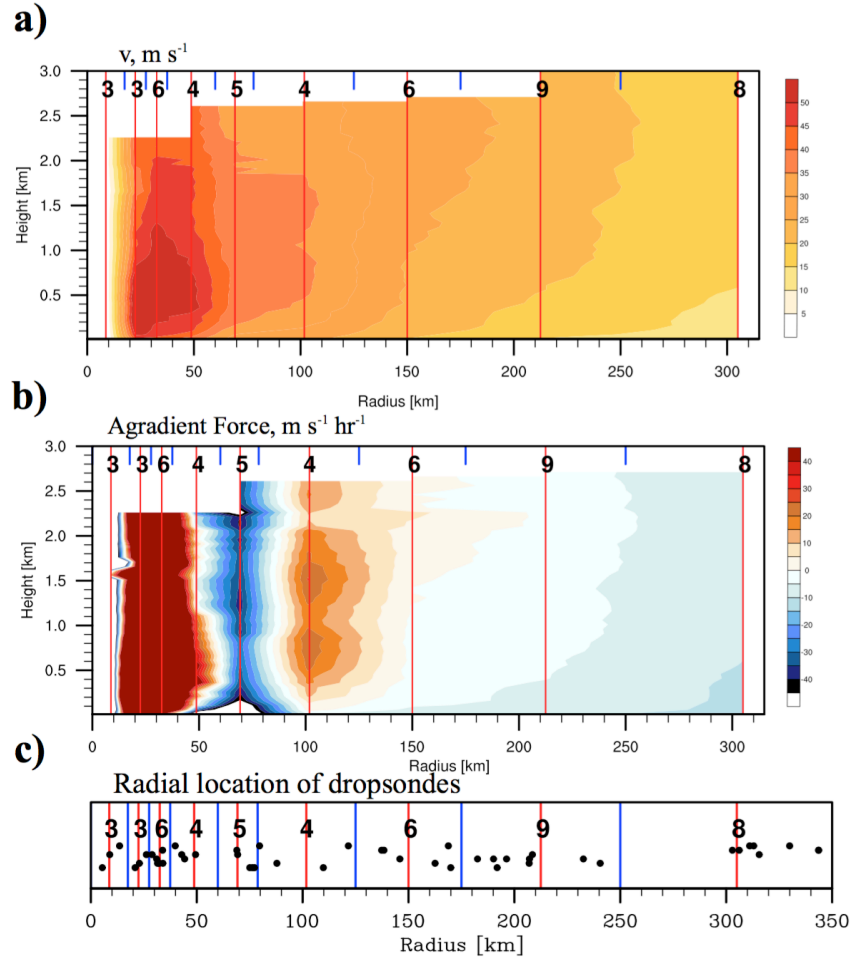 a)
v, m s-1
3.0
3 3 6 4 5 4 6 9 8
2.5
2.0
1.5
1.0
0.5
Height [km]
50
45
40
35
30
25
20
15
10
5
0 50 100 150 200 250 300
Radius [km]
b)
Agradient Force, m s-1 hr-1
3.0
3 3 6 4 5 4 6 9 8
2.5
2.0
1.5
1.0
0.5
Height [km]
40
30
20
10
0
10
20
30
40
0 50 100 150 200 250 300
Radius [km]
c)
Radial location of dropsondes
3 3 6 4 5 4 6 9 8
0 50 100 150 200 250 300 350
Radius [km]